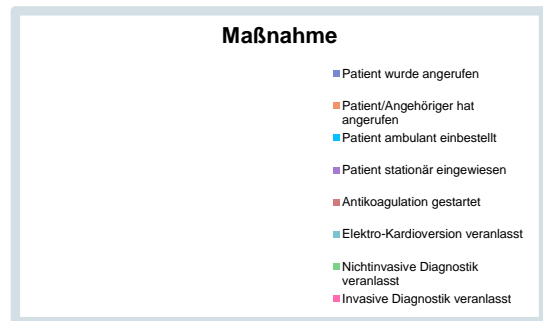 Maßnahme
Patient wurde angerufen
Patient/Angehöriger hat
angerufen
Patient ambulant einbestellt
Patient stationär eingewiesen
Antikoagulation gestartet
Elektro-Kardioversion veranlasst
Nichtinvasive Diagnostik
veranlasst
Invasive Diagnostik veranlasst